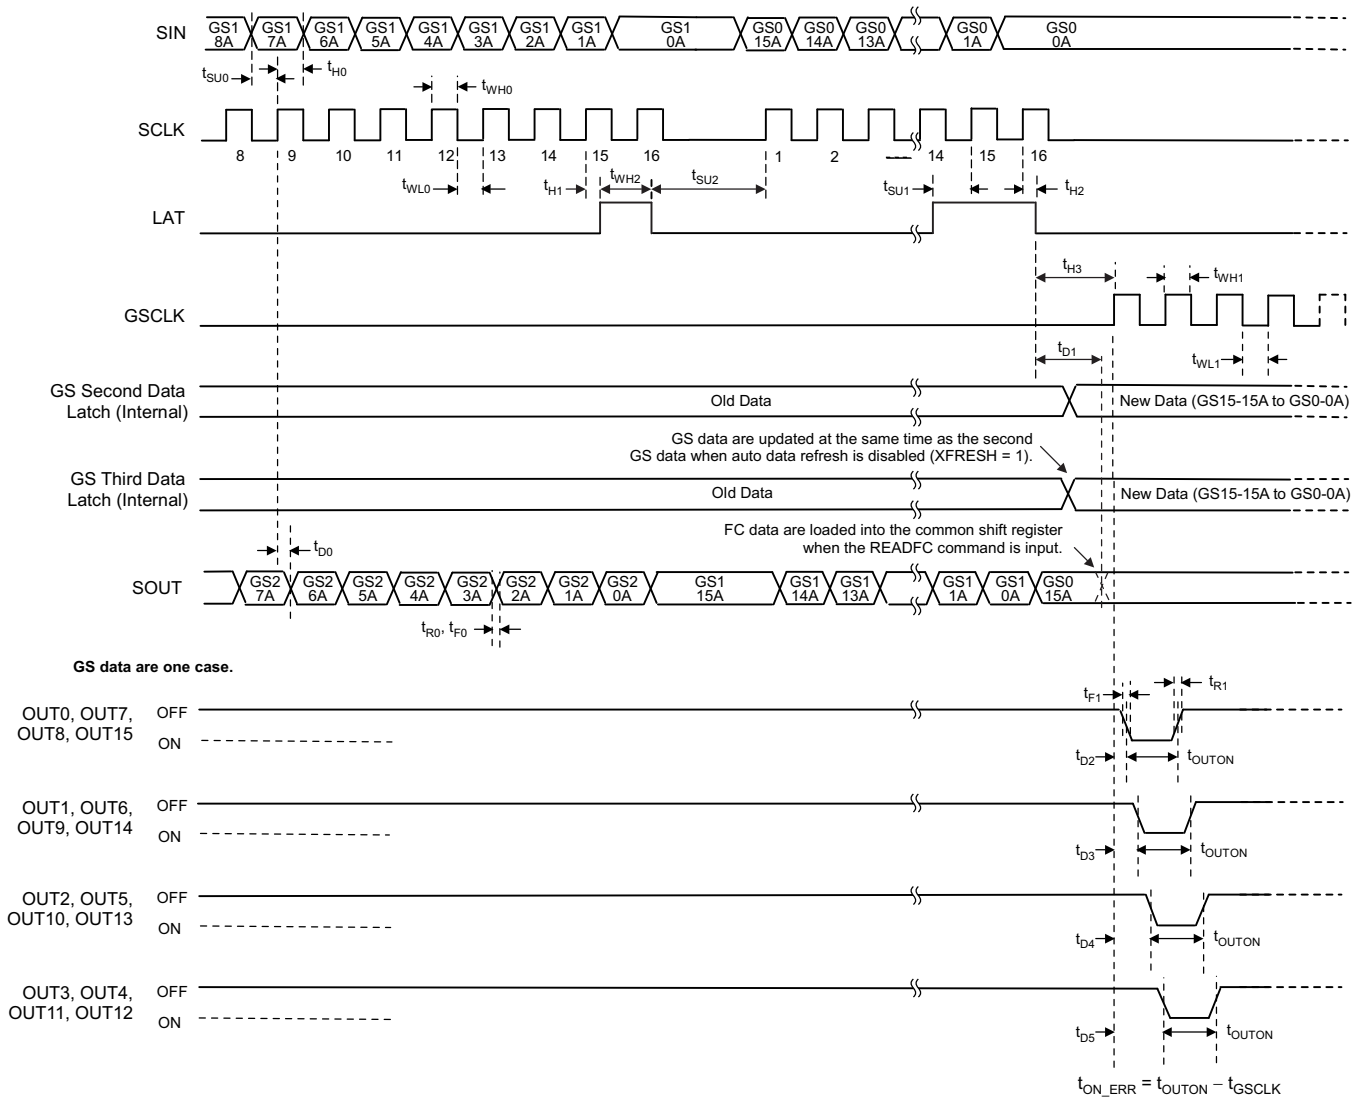 SIN
GS1 8A GS1 7A GS1 6A GS1 5A GS1 4A GS1 3A GS1 2A GS1 1A GS1 0A GS0 15A GS0 14A GS0 13A GS0 1A GS0 0A
tSU0 tH0 tWH0
SCLK
8 9 10 11 12 13 14 15 16 1 2 14 15 16
tWL0 tH1 tWH2 tSU2 tSU1 tH2
LAT
tH3 tWH1
GSCLK
tD1 tWL1
GS Second Data
Latch (Internal)
Old Data
New Data (GS15-15A to GS0-0A)
GS data are updated at the same time as the second
GS data when auto data refresh is disabled (XFRESH = 1).
GS Third Data
Latch (Internal)
Old Data
New Data (GS15-15A to GS0-0A)
FC data are loaded into the common shift register
when the READFC command is input.
tD0
SOUT
GS2 7A GS2 6A GS2 5A GS2 4A GS2 3A GS2 2A GS2 1A GS2 0A GS1 15A GS1 14A GS1 13A GS1 1A GS1 0A GS0 15A
tR0, tF0
GS data are one case.
tF1 tR1
OUT0, OUT7,
OUT8, OUT15
OFF
ON
tD2 tOUTON
OUT1, OUT6,
OUT9, OUT14
OFF
ON
tD3 tOUTON
OUT2, OUT5,
OUT10, OUT13
OFF
ON
tD4 tOUTON
OUT3, OUT4,
OUT11, OUT12
OFF
ON
tD5 tOUTON
tON_ERR = tOUTON − tGSCLK